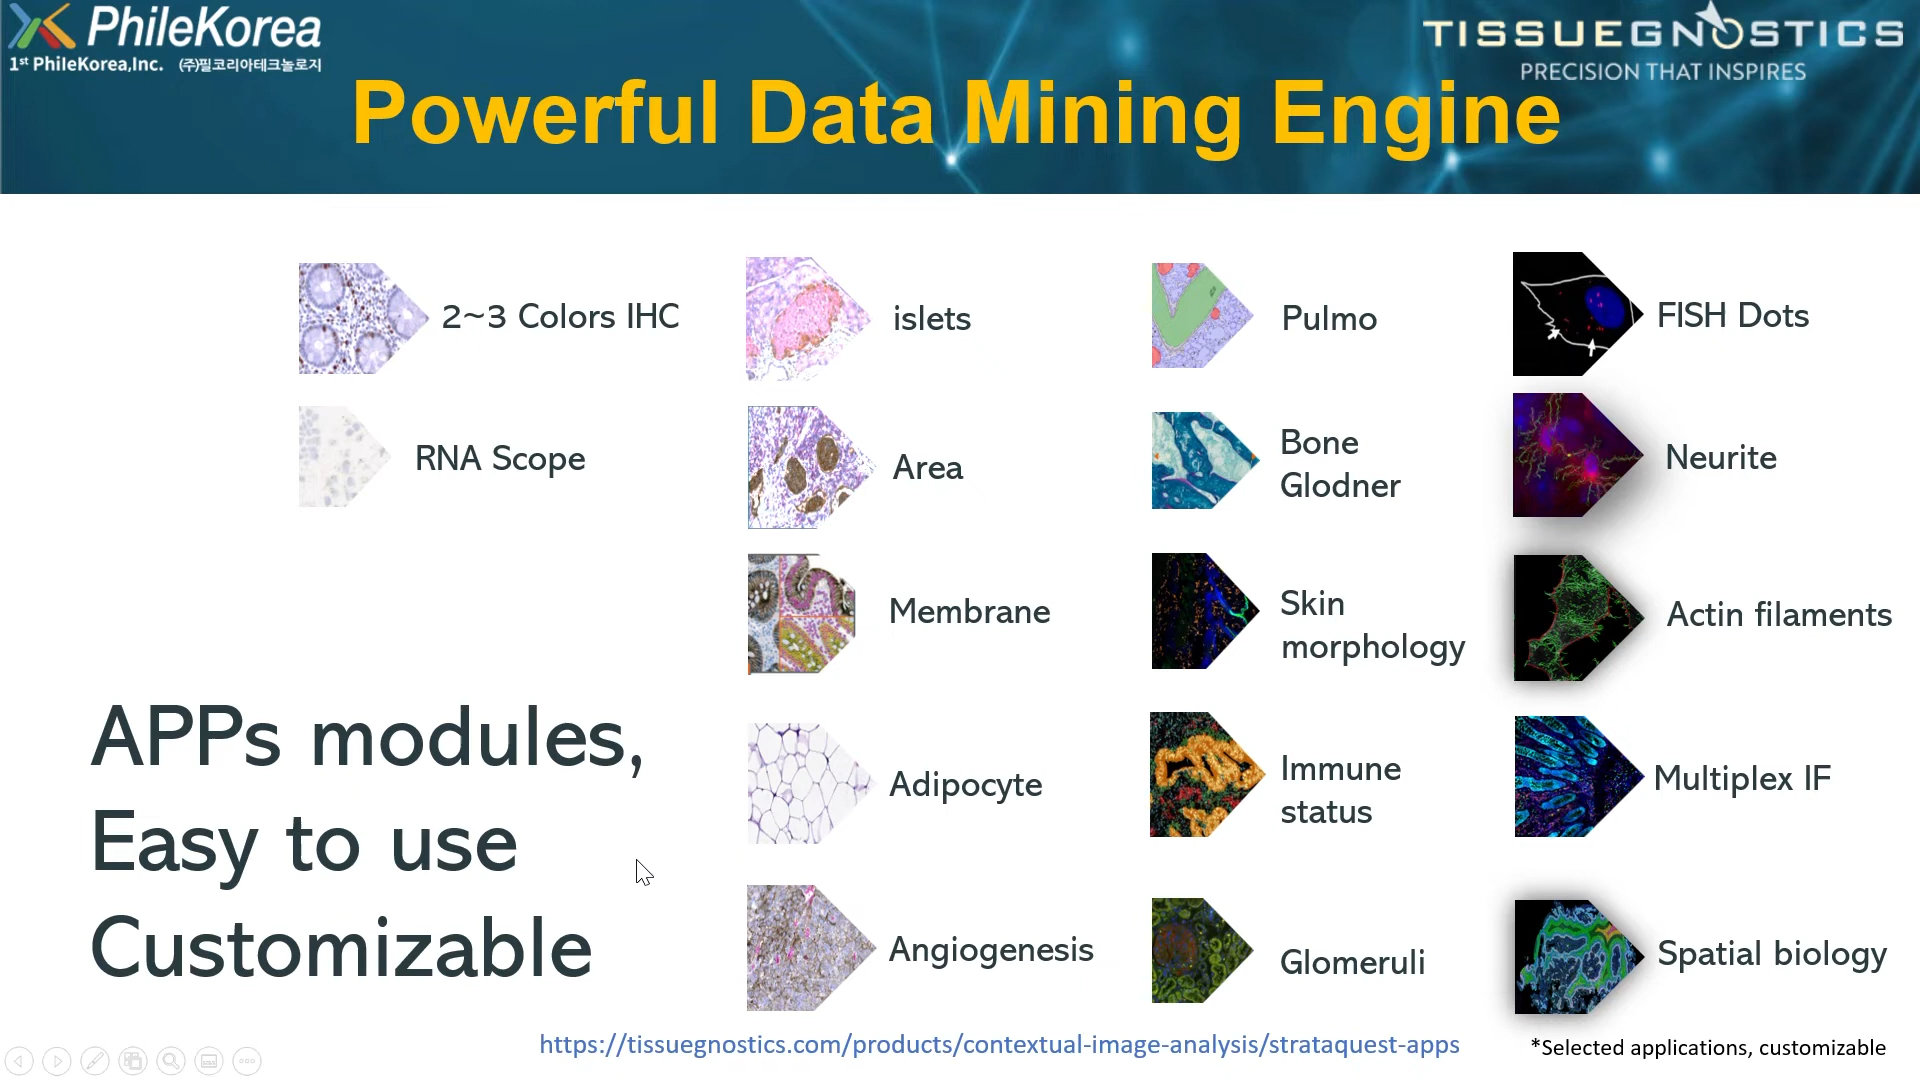 PhileKorea
1st PhileKorea,Inc. (주)필코리아테크놀로지
TISSUEGNOSTICS
PRECISION THAT INSPIRES
Powerful Data Mining Engine
2~3 Colors IHC
RNA Scope
APPs modules,
Easy to use
Customizable
islets
Area
Membrane
Adipocyte
Angiogenesis
Pulmo
Bone
Glodner
Skin
morphology
Immune
status
Glomeruli
FISH Dots
Neurite
Actin filaments
Multiplex IF
Spatial biology
https://tissuegnostics.com/products/contextual-image-analysis/strataquest-apps
*Selected applications, customizable